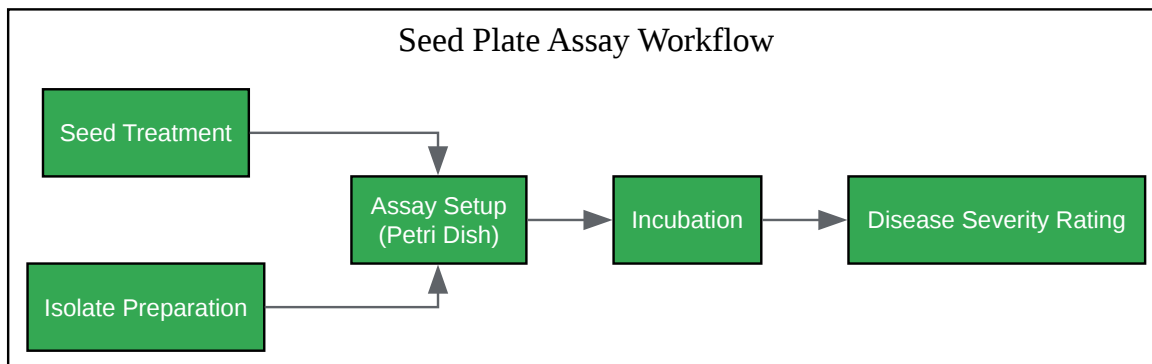 Seed Plate Assay Workflow
Seed Treatment
Assay Setup
(Petri Dish)
Incubation
Disease Severity Rating
Isolate Preparation